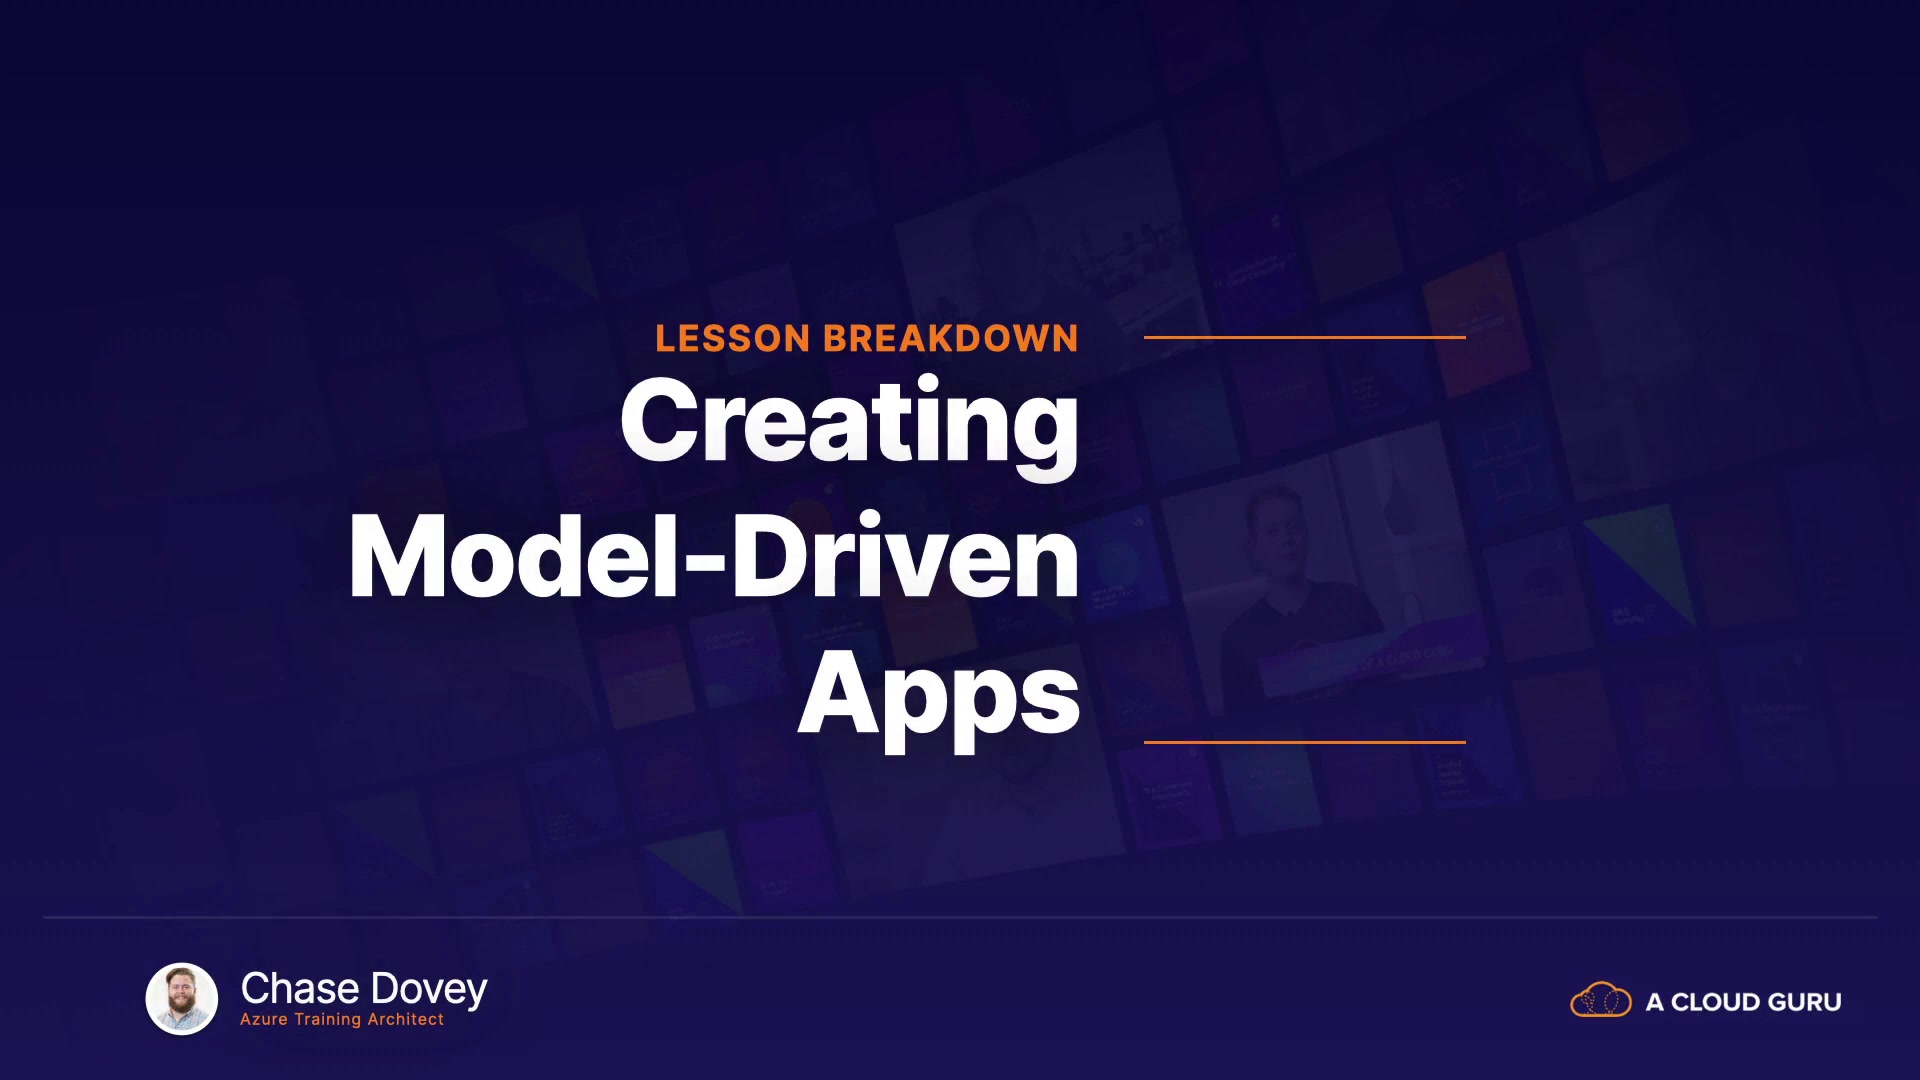 LESSON BREAKDOWN
Creating
Model-Driven
Apps
Chase Dovey
Azure Training Architect
A CLOUD GURU